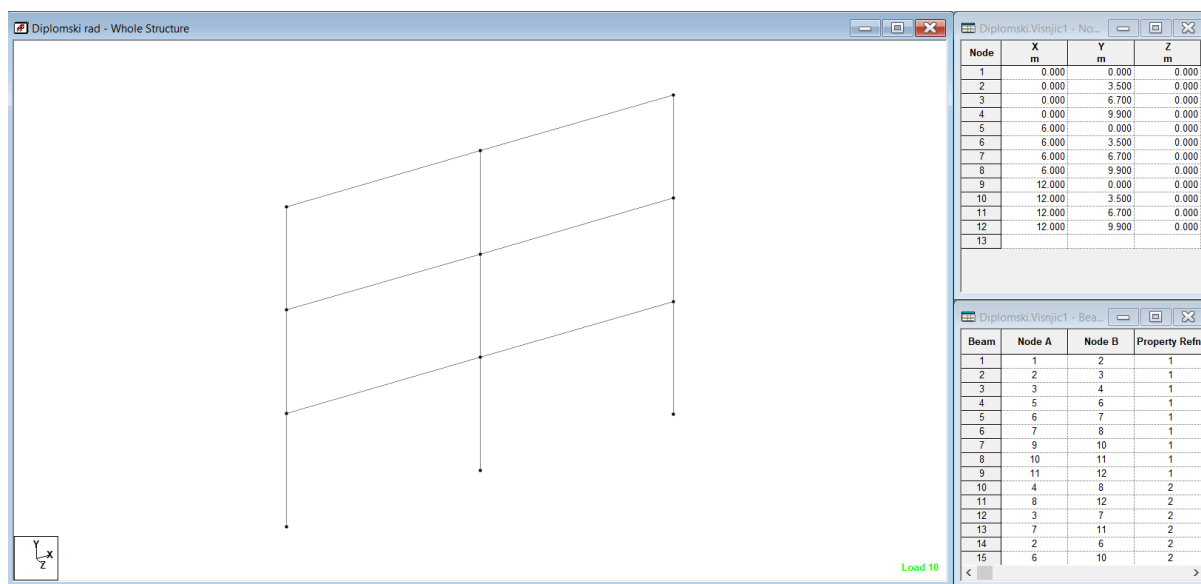 Diplomski rad - Whole Structure
Y
X
Z
Load 10
Diplomski.Visnjic1 - No...
Node X Y Z
m m m
1 0.000 0.000 0.000
2 0.000 3.500 0.000
3 0.000 6.700 0.000
4 0.000 9.900 0.000
5 6.000 0.000 0.000
6 6.000 3.500 0.000
7 6.000 6.700 0.000
8 6.000 9.900 0.000
9 12.000 0.000 0.000
10 12.000 3.500 0.000
11 12.000 6.700 0.000
12 12.000 9.900 0.000
13
Diplomski.Visnjic1 - Bea...
Beam Node A Node B Property Refn
1 1 2 1
2 2 3 1
3 3 4 1
4 5 6 1
5 6 7 1
6 7 8 1
7 9 10 1
8 10 11 1
9 11 12 1
10 4 8 2
11 8 12 2
12 3 7 2
13 7 11 2
14 2 6 2
15 6 10 2